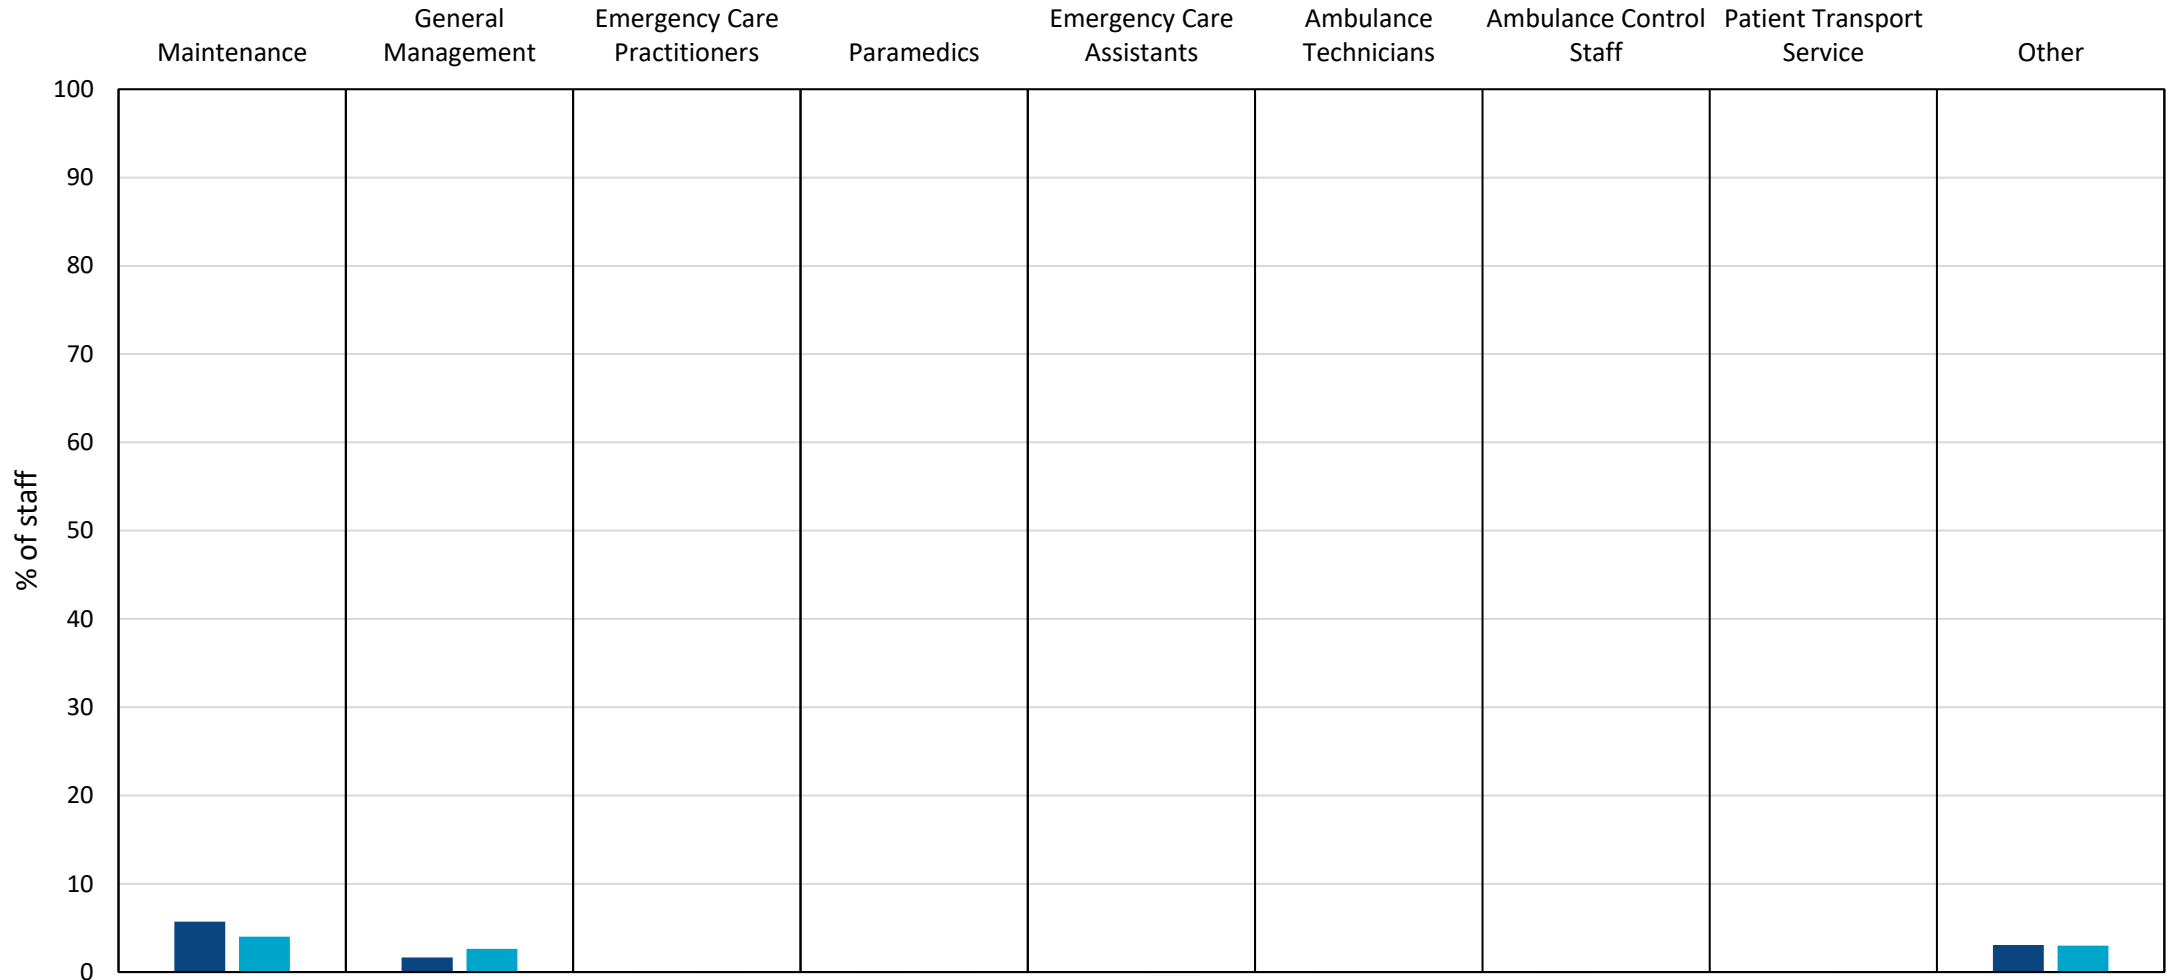 Maintenance
General
Management
Emergency Care
Practitioners
Paramedics
Emergency Care
Assistants
Ambulance
Technicians
Ambulance Control
Staff
Patient Transport
Service
Other
100
90
80
70
60
50
40
30
20
10
0
% of staff